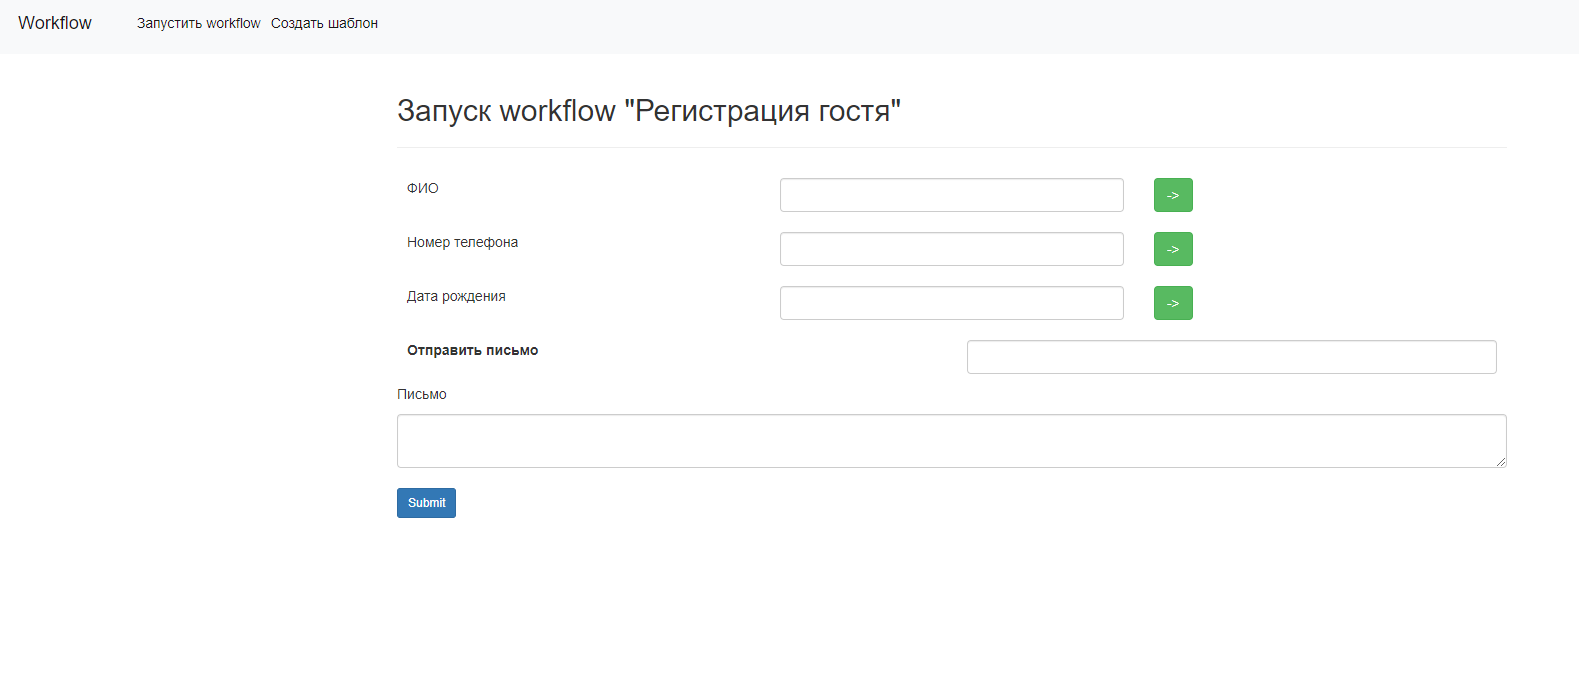 Workflow Запустить workflow Создать шаблон
Запуск workflow "Регистрация гостя"
ФИО ->
Номер телефона ->
Дата рождения ->
Отправить письмо
Письмо
Submit